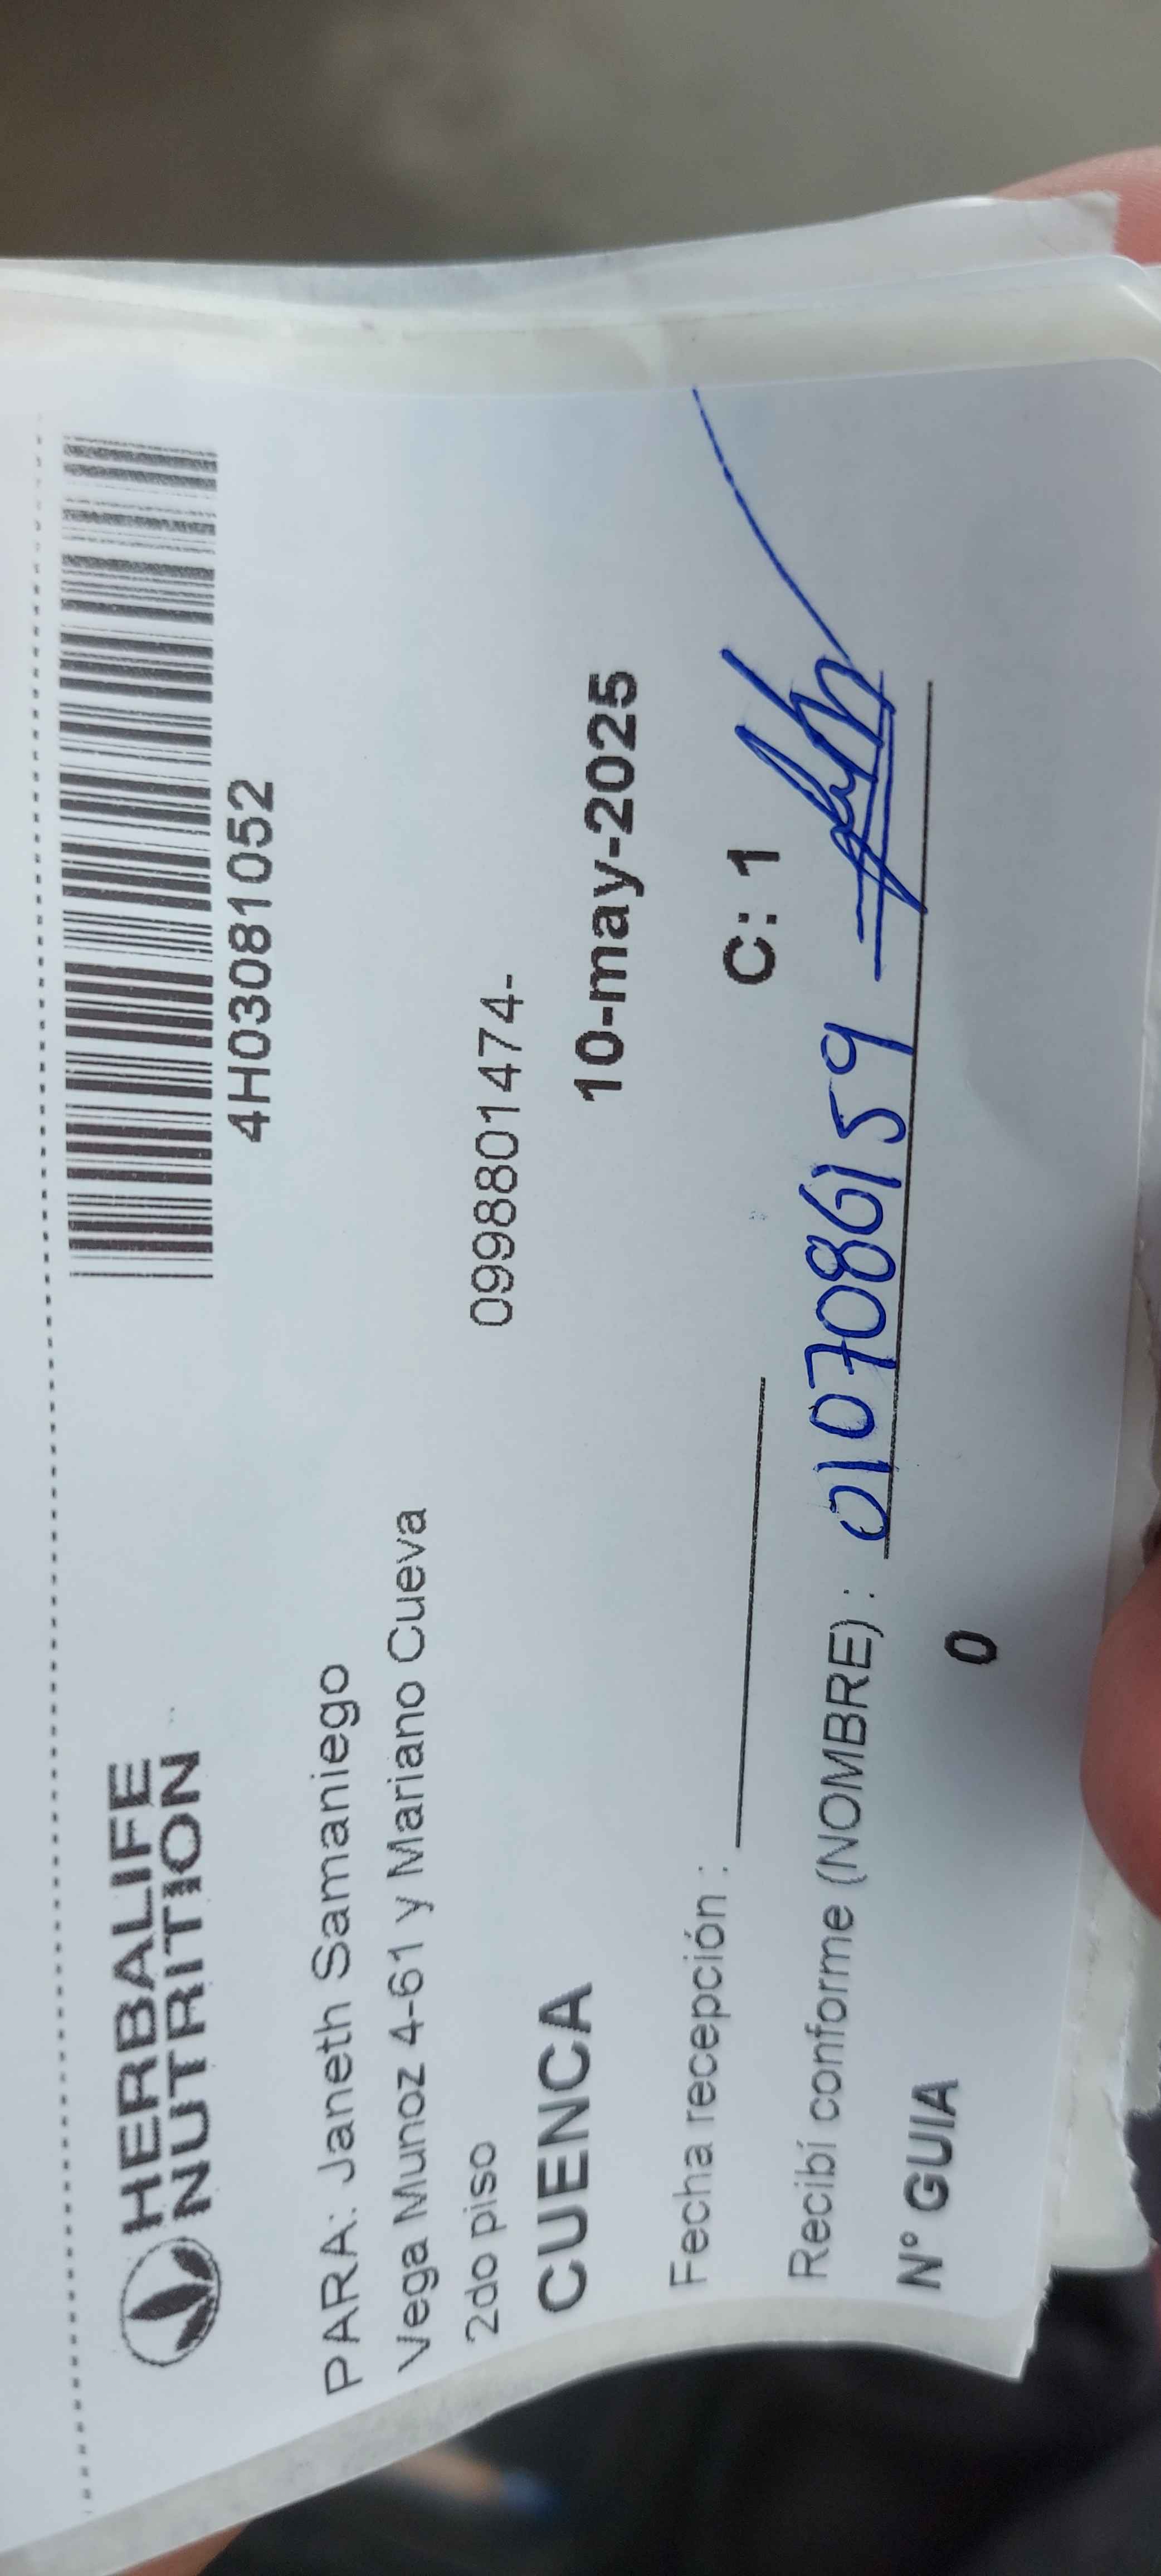 HERBALIFE
NUTRITION
4H03081052
PARA: Janeth Samaniego
Vega Munoz 4-61 y Mariano Cueva
2do piso
099801474-
CUENCA
10-may-2025
Fecha recepción :
C: 1
Recibí conforme (NOMBRE) : 0107086159
N° GUIA
0